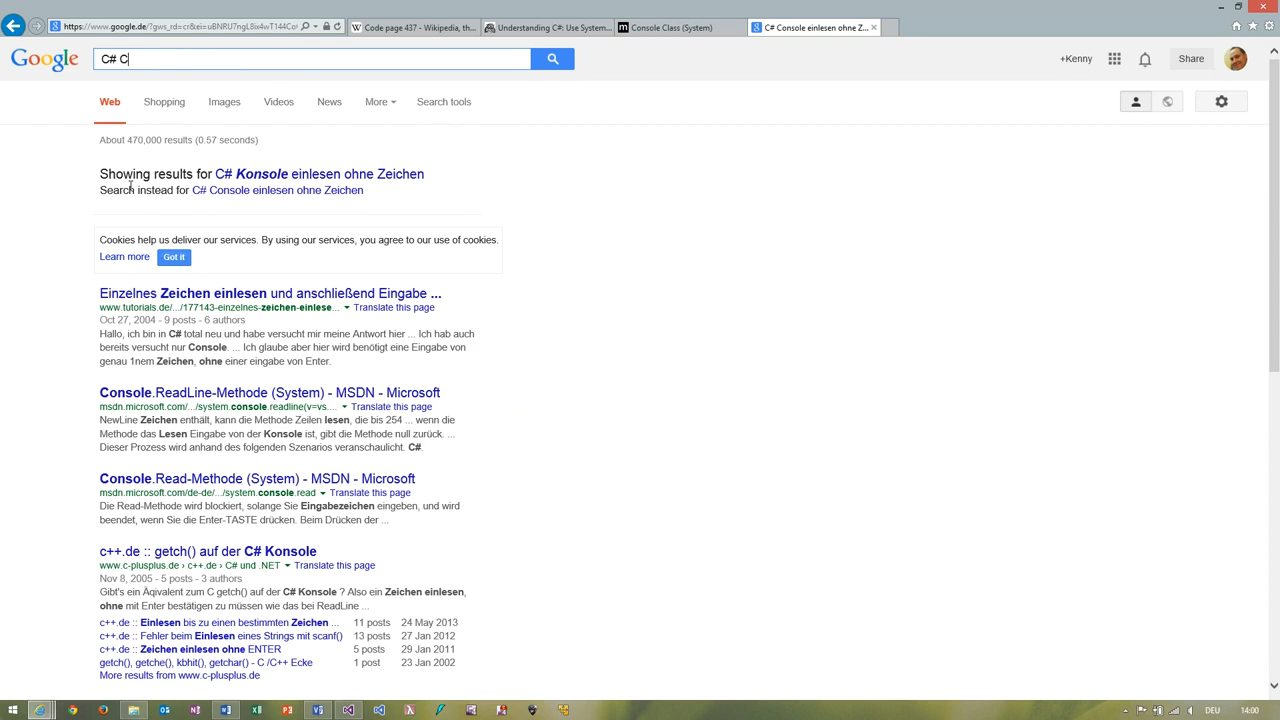 https://www.google.de/?gws_rd=cr&ei=uBNRU7ngL8ix4wT144Co
Code page 437 - Wikipedia, th...
Understanding C#: Use System...
Console Class (System)
C# Console einlesen ohne Z...
Google
C# C
+Kenny
Share
Web
Shopping
Images
Videos
News
More
Search tools
About 470,000 results (0.57 seconds)
Showing results for C# Konsole einlesen ohne Zeichen
Search instead for C# Console einlesen ohne Zeichen
Cookies help us deliver our services. By using our services, you agree to our use of cookies.
Learn more
Got it
Einzelnes Zeichen einlesen und anschließend Eingabe ...
www.tutorials.de/.../177143-einzelnes-zeichen-einlese... Translate this page
Oct 27, 2004 - 9 posts - 6 authors
Hallo, ich bin in C# total neu und habe versucht mir meine Antwort hier ... Ich hab auch
bereits versucht nur Console. ... Ich glaube aber hier wird benötigt eine Eingabe von
genau 1nem Zeichen, ohne einer eingabe von Enter.
Console.ReadLine-Methode (System) - MSDN - Microsoft
msdn.microsoft.com/.../system.console.readline(v=vs.... Translate this page
NewLine Zeichen enthält, kann die Methode Zeilen lesen, die bis 254 ... wenn die
Methode das Lesen Eingabe von der Konsole ist, gibt die Methode null zurück. ...
Dieser Prozess wird anhand des folgenden Szenarios veranschaulicht. C#.
Console.Read-Methode (System) - MSDN - Microsoft
msdn.microsoft.com/de-de/.../system.console.read Translate this page
Die Read-Methode wird blockiert, solange Sie Eingabezeichen eingeben, und wird
beendet, wenn Sie die Enter-TASTE drücken. Beim Drücken der ...
c++.de :: getch() auf der C# Konsole
www.c-plusplus.de › c++.de › C# und .NET Translate this page
Nov 8, 2005 - 5 posts - 3 authors
Gibt's ein Äqivalent zum C getch() auf der C# Konsole ? Also ein Zeichen einlesen,
ohne mit Enter bestätigen zu müssen wie das bei ReadLine ...
c++.de :: Einlesen bis zu einen bestimmten Zeichen ... 11 posts 24 May 2013
c++.de :: Fehler beim Einlesen eines Strings mit scanf() 13 posts 27 Jan 2012
c++.de :: Zeichen einlesen ohne ENTER 5 posts 29 Jan 2011
getch(), getche(), kbhit(), getchar() - C /C++ Ecke 1 post 23 Jan 2002
More results from www.c-plusplus.de
DEU
14:00